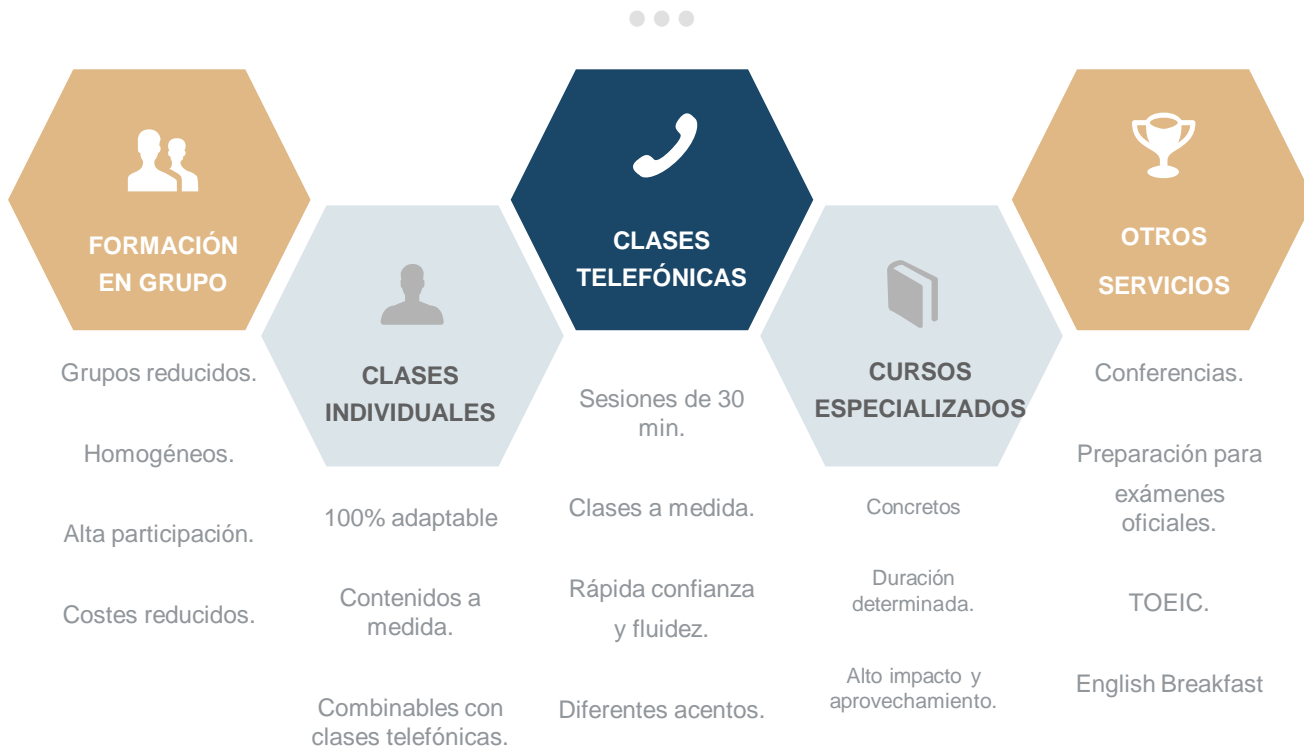 FORMACIÓN
EN GRUPO
Grupos reducidos.
Homogéneos.
Alta participación.
Costes reducidos.
CLASES
INDIVIDUALES
100% adaptable
Contenidos a
medida.
Combinables con
clases telefónicas.
CLASES
TELEFÓNICAS
Sesiones de 30
min.
Clases a medida.
Rápida confianza
y fluidez.
Diferentes acentos.
CURSOS
ESPECIALIZADOS
Concretos
Duración
determinada.
Alto impacto y
aprovechamiento.
OTROS
SERVICIOS
Conferencias.
Preparación para
exámenes
oficiales.
TOEIC.
English Breakfast